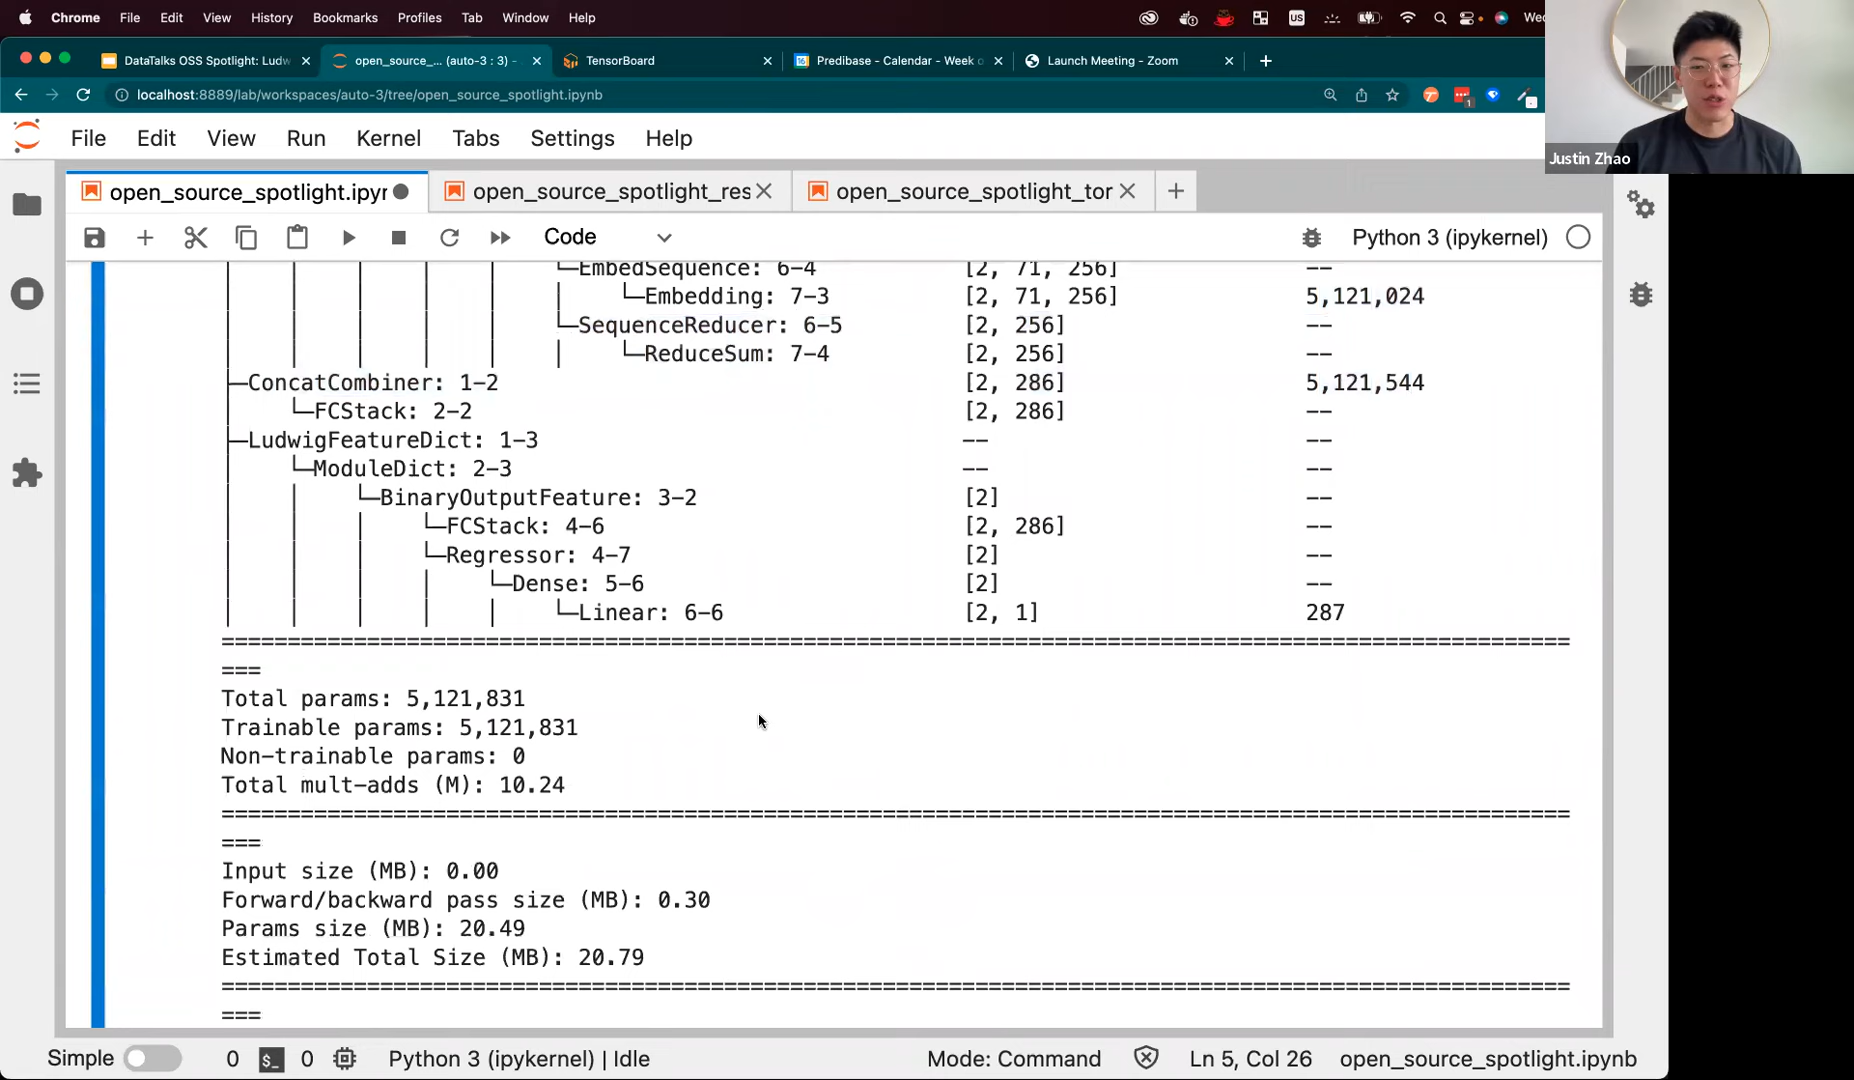 Chrome File Edit View History Bookmarks Profiles Tab Window Help US Wed
DataTalks OSS Spotlight: Ludw open_source_... (auto-3 : 3) - TensorBoard Predibase - Calendar - Week o Launch Meeting - Zoom
localhost:8889/lab/workspaces/auto-3/tree/open_source_spotlight.ipynb
1
File Edit View Run Kernel Tabs Settings Help
Justin Zhao
open_source_spotlight.ipyr open_source_spotlight_res open_source_spotlight_tor
Code Python 3 (ipykernel)
└─EmbedSequence: 6-4 [2, 71, 256] --
└─Embedding: 7-3 [2, 71, 256] 5,121,024
└─SequenceReducer: 6-5 [2, 256] --
└─ReduceSum: 7-4 [2, 256] --
├─ConcatCombiner: 1-2 [2, 286] 5,121,544
└─FCStack: 2-2 [2, 286] --
├─LudwigFeatureDict: 1-3 -- --
└─ModuleDict: 2-3 -- --
└─BinaryOutputFeature: 3-2 [2] --
└─FCStack: 4-6 [2, 286] --
└─Regressor: 4-7 [2] --
└─Dense: 5-6 [2] --
└─Linear: 6-6 [2, 1] 287
======================================================================================================
===
Total params: 5,121,831
Trainable params: 5,121,831
Non-trainable params: 0
Total mult-adds (M): 10.24
======================================================================================================
===
Input size (MB): 0.00
Forward/backward pass size (MB): 0.30
Params size (MB): 20.49
Estimated Total Size (MB): 20.79
======================================================================================================
===
Simple 0 $_ 0 Python 3 (ipykernel) | Idle Mode: Command Ln 5, Col 26 open_source_spotlight.ipynb